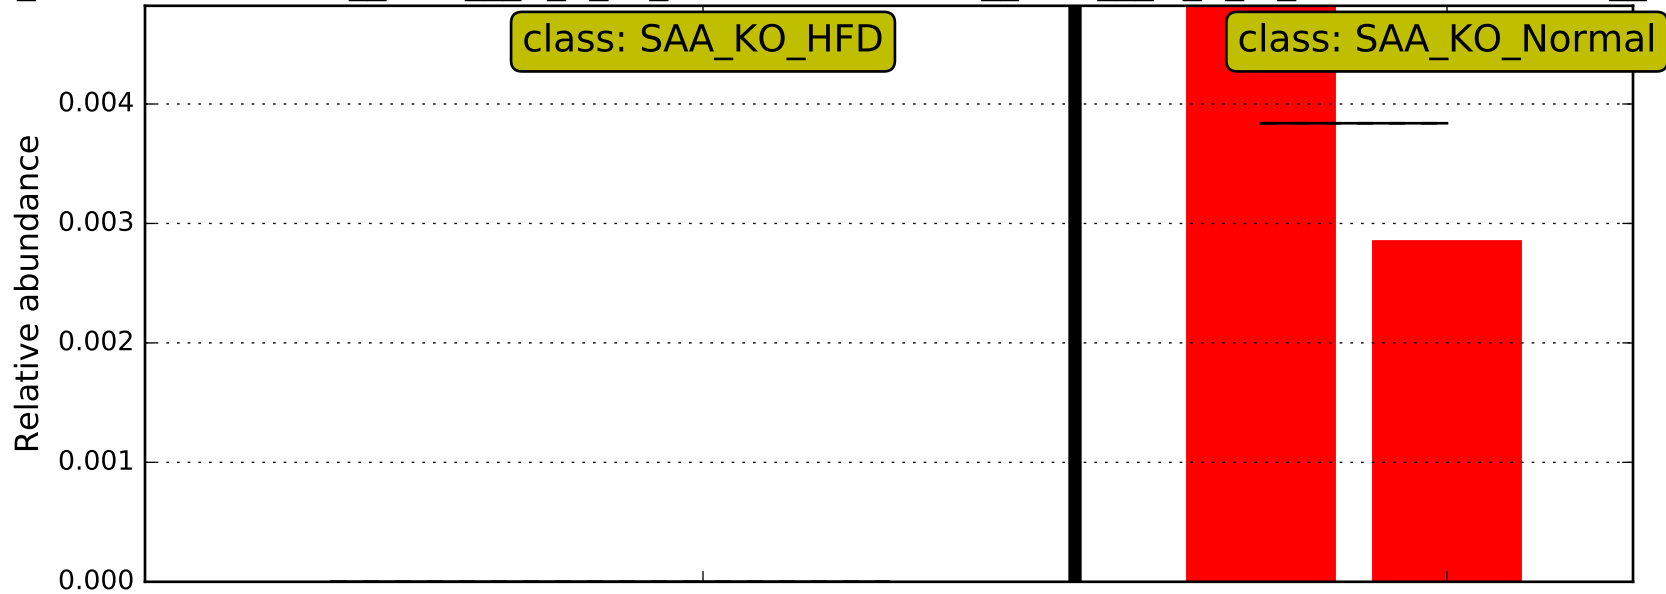 class: SAA_KO_HFD
class: SAA_KO_Normal
Relative abundance
0.004
0.003
0.002
0.001
0.000